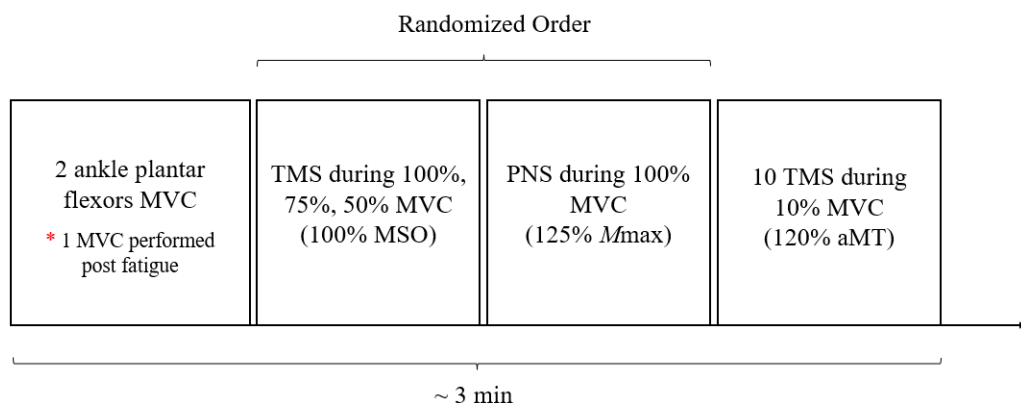 Randomized Order
2 ankle plantar
flexors MVC
* 1 MVC performed
post fatigue
TMS during 100%,
75%, 50% MVC
(100% MSO)
PNS during 100%
MVC
(125% Mmax)
10 TMS during
10% MVC
(120% aMT)
~ 3 min